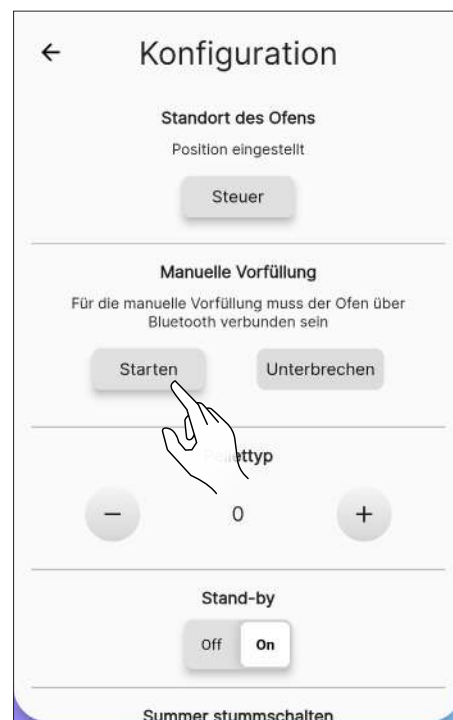 Konfiguration
Standort des Ofens
Position eingestellt
Steuer
Manuelle Vorfüllung
Für die manuelle Vorfüllung muss der Ofen über
Bluetooth verbunden sein
Starten Unterbrechen
Pellettyp
0
Stand-by
Off On
Summer stummschalten